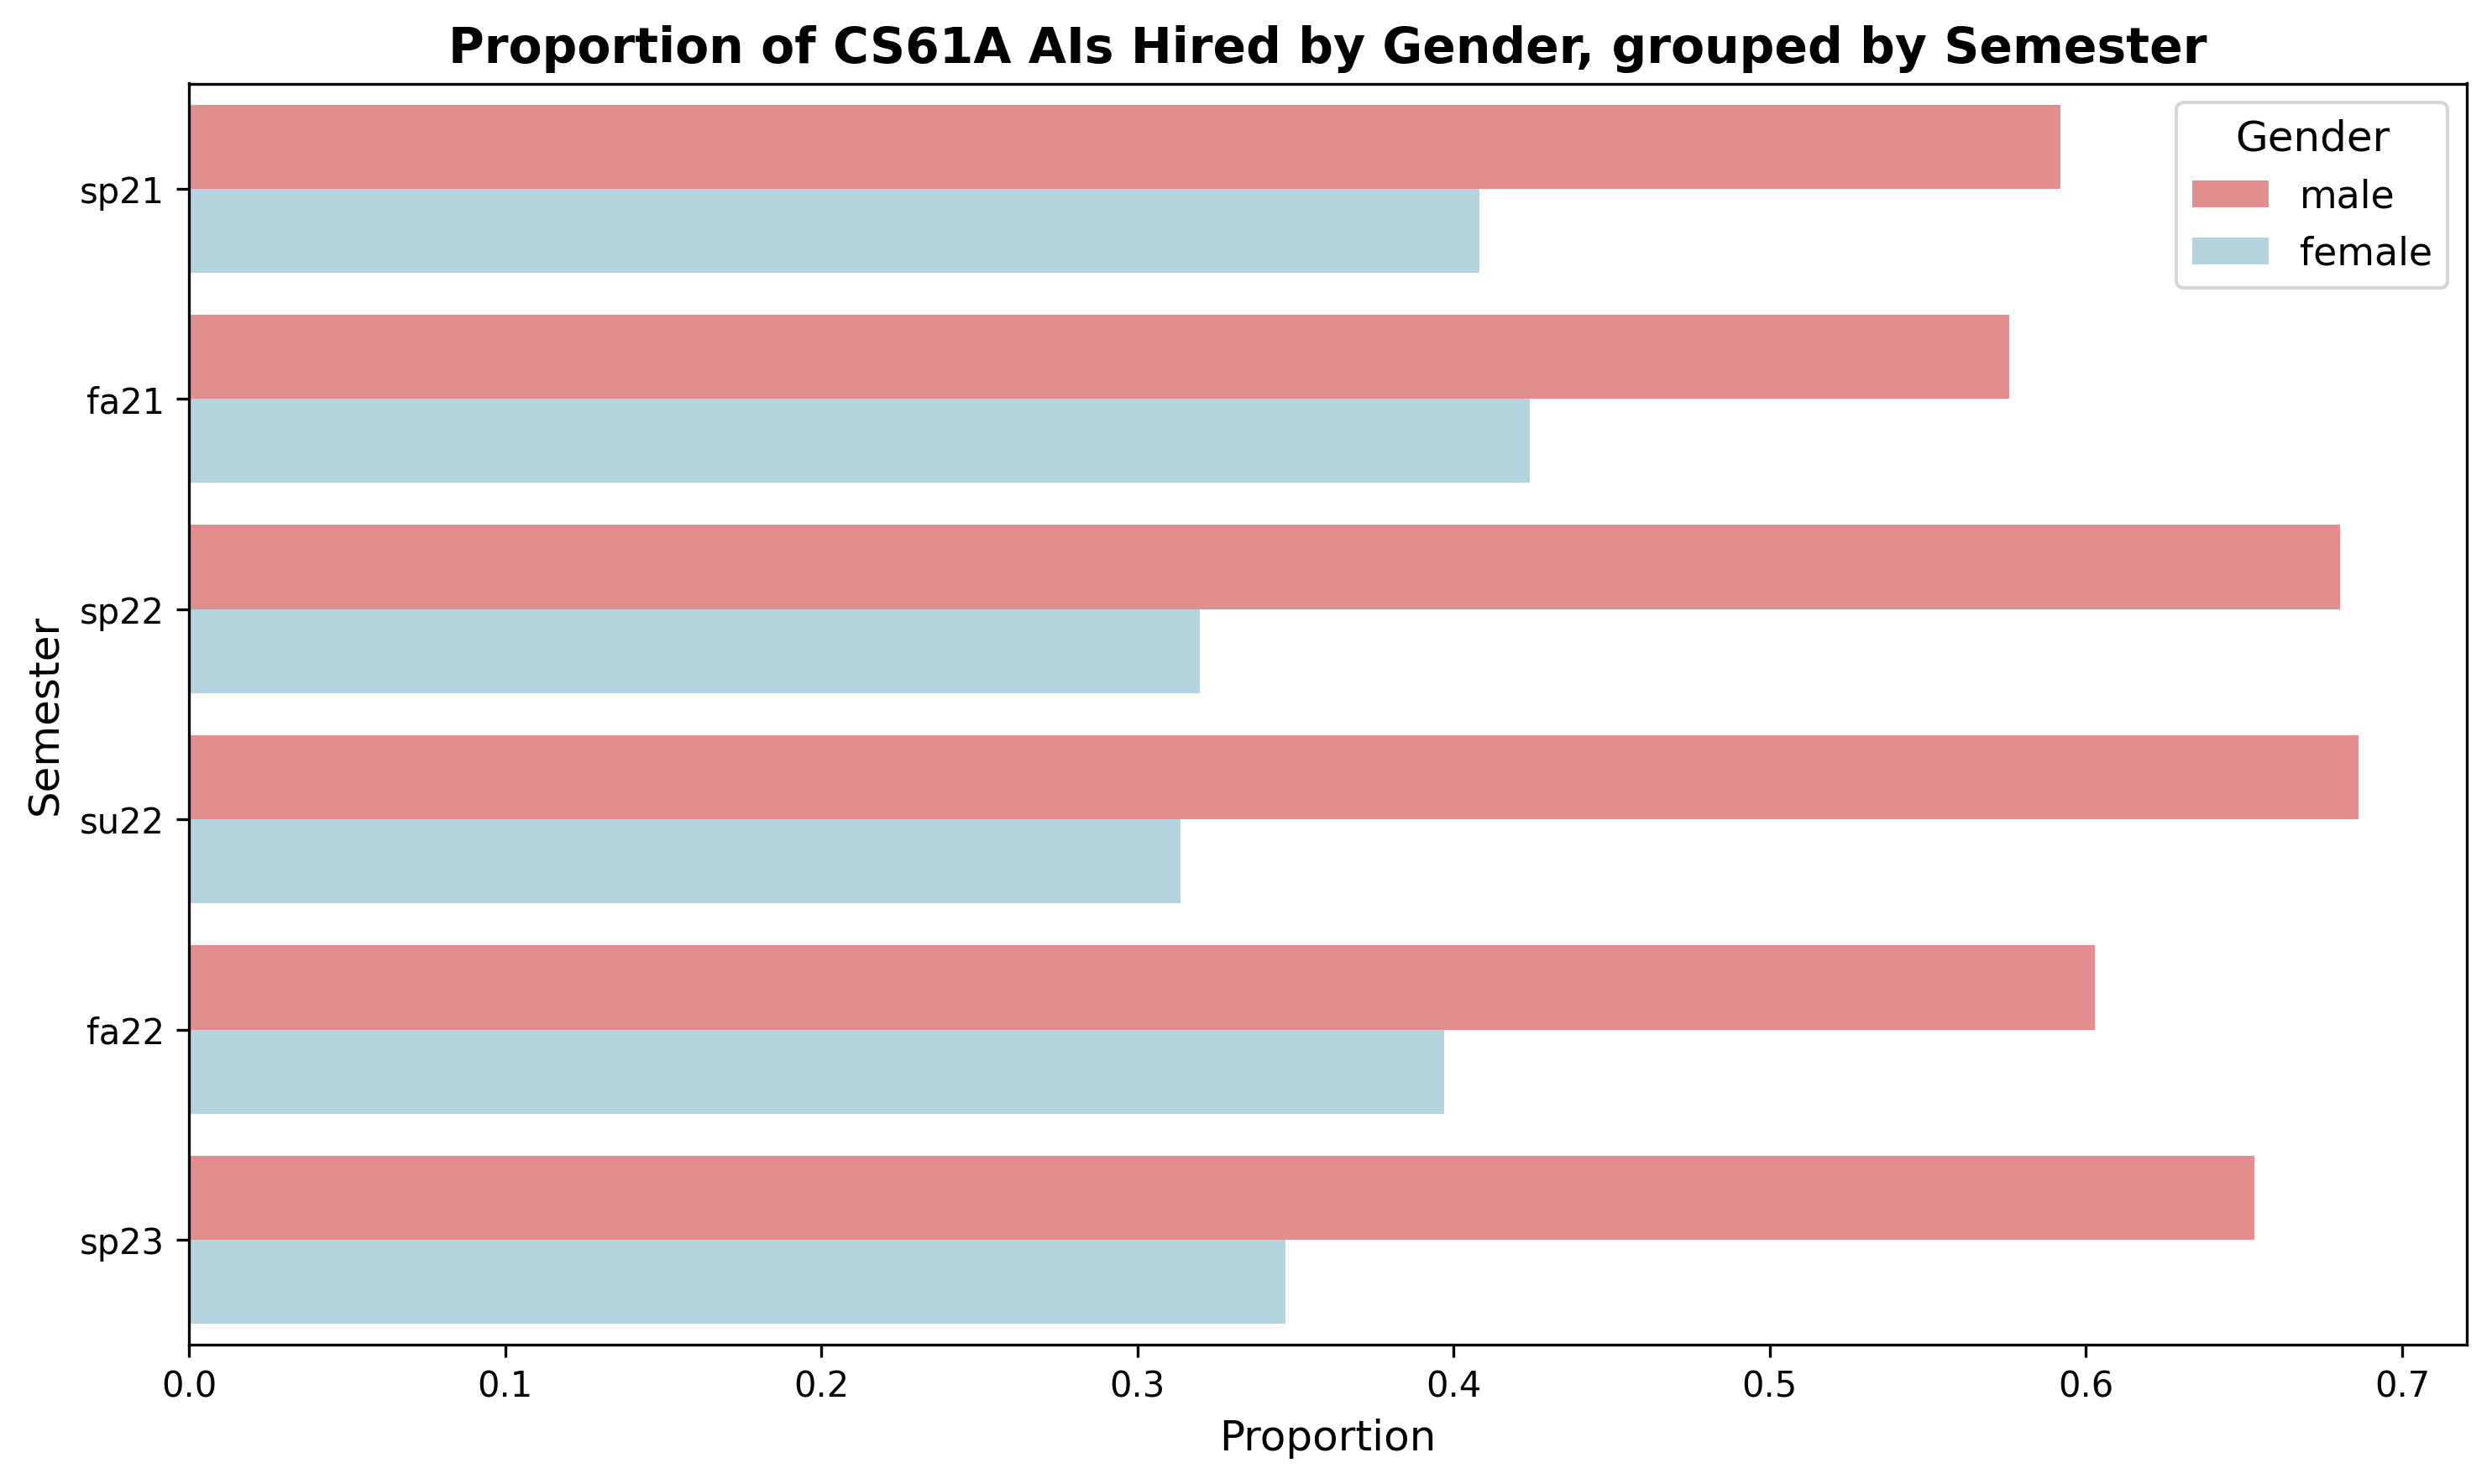 Proportion of CS61A AIs Hired by Gender, grouped by Semester
Gender
male
female
Semester
sp21
fa21
sp22
su22
fa22
sp23
0.0 0.1 0.2 0.3 0.4 0.5 0.6 0.7
Proportion